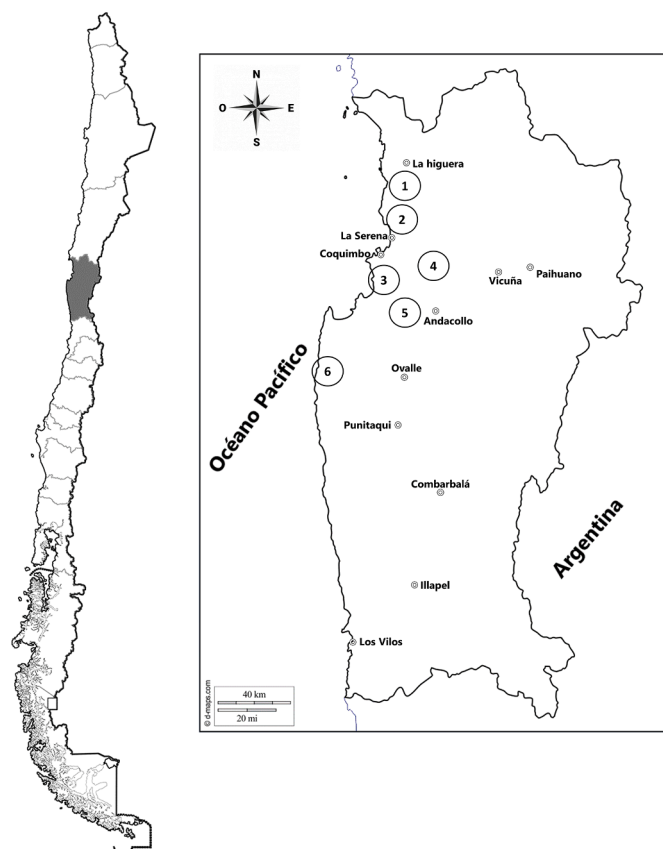 N
O
E
S
La higuera
1
2
La Serena
Coquimbo
4
3
Vicuña
Paihuano
5
Andacollo
6
Ovalle
Océano Pacífico
Punitaqui
Combarbalá
Argentina
Illapel
Los Vilos
© d-maps.com
40 km
20 mi